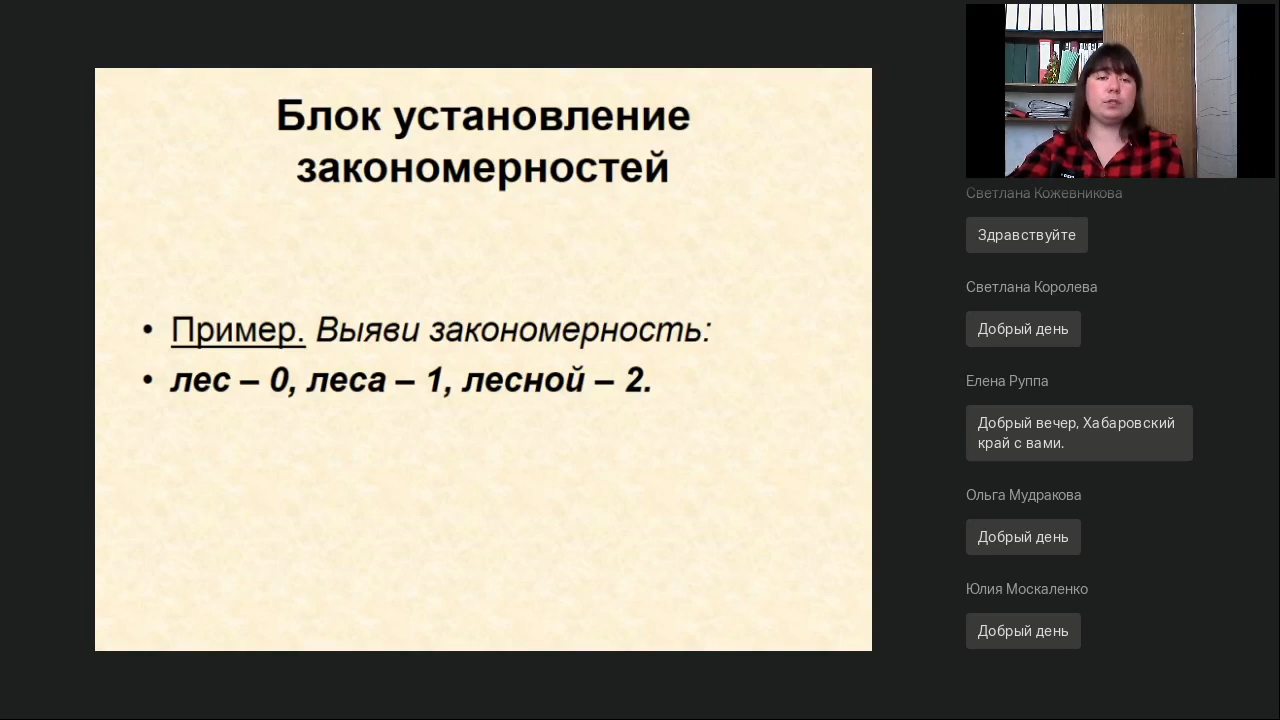 Блок установление
закономерностей
• Пример. Выяви закономерность:
• лес – 0, леса – 1, лесной – 2.
Светлана Кожевникова
Здравствуйте
Светлана Королева
Добрый день
Елена Руппа
Добрый вечер, Хабаровский
край с вами.
Ольга Мудракова
Добрый день
Юлия Москаленко
Добрый день